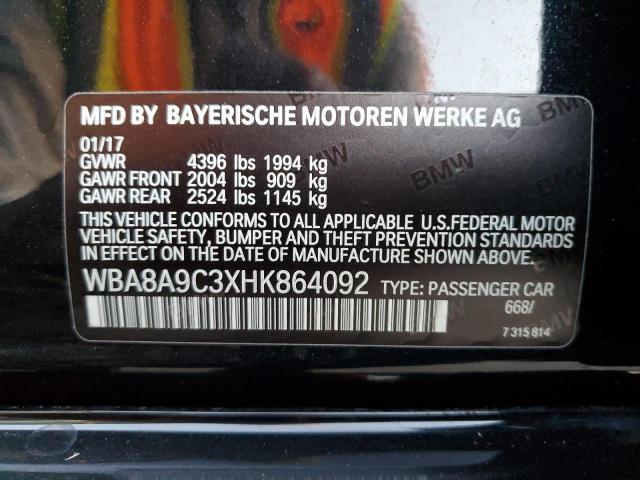 MFD BY BAYERISCHE MOTOREN WERKE AG
01/17
GVWR 4396 lbs 1994 kg
GAWR FRONT 2004 lbs 909 kg
GAWR REAR 2524 lbs 1145 kg
THIS VEHICLE CONFORMS TO ALL APPLICABLE U.S.FEDERAL MOTOR
VEHICLE SAFETY, BUMPER AND THEFT PREVENTION STANDARDS
IN EFFECT ON THE DATE OF MANUFACTURE SHOWN ABOVE.
WBA8A9C3XHK864092 TYPE: PASSENGER CAR
668/
7 315 814
BMW
BMW
BMW